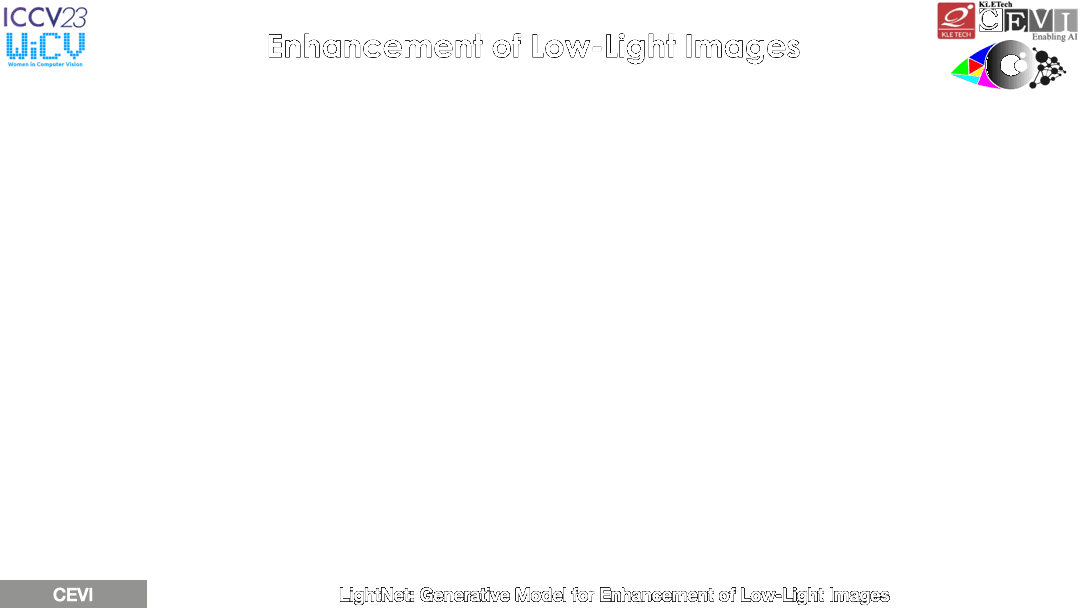 ICCV23
WiCV
Women in Computer Vision
Enhancement of Low-Light Images
KLE TECH
KLETech
CEVI
Enabling AI
CEVI
LightNet: Generative Model for Enhancement of Low-Light Images